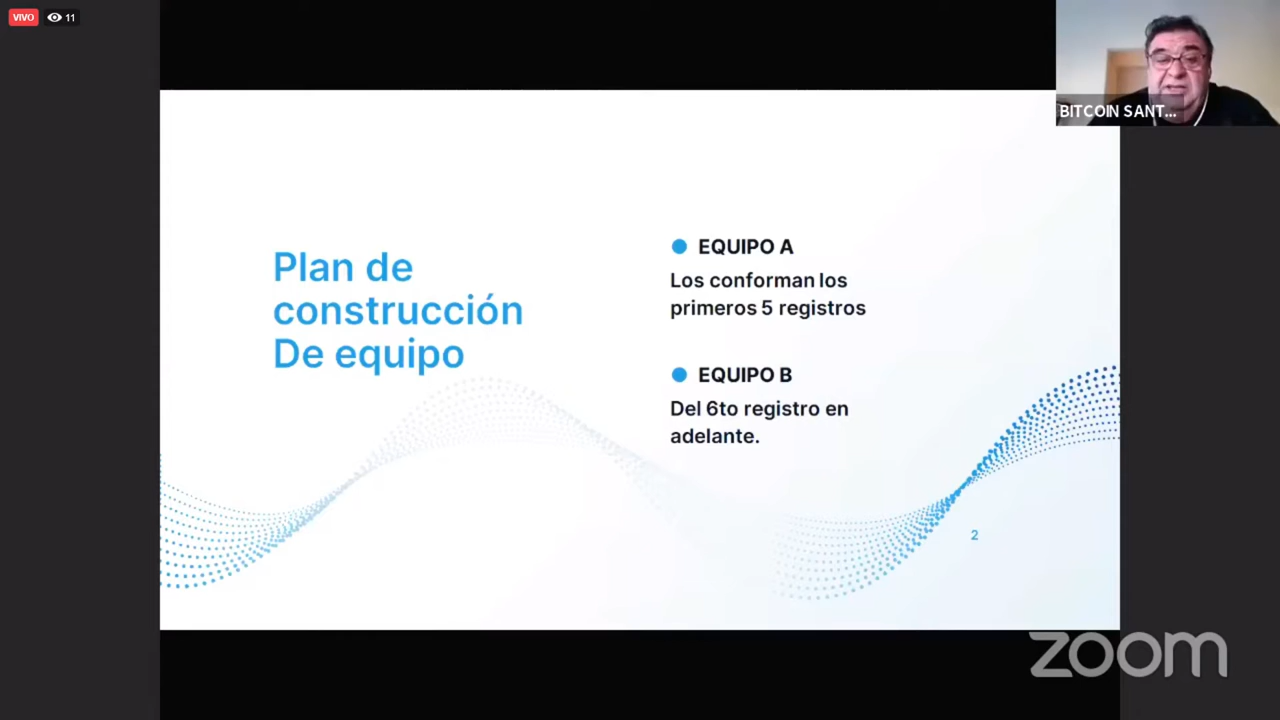 VIVO 11
BITCOIN SANT...
Plan de
construcción
De equipo
EQUIPO A
Los conforman los
primeros 5 registros
EQUIPO B
Del 6to registro en
adelante.
2
zoom